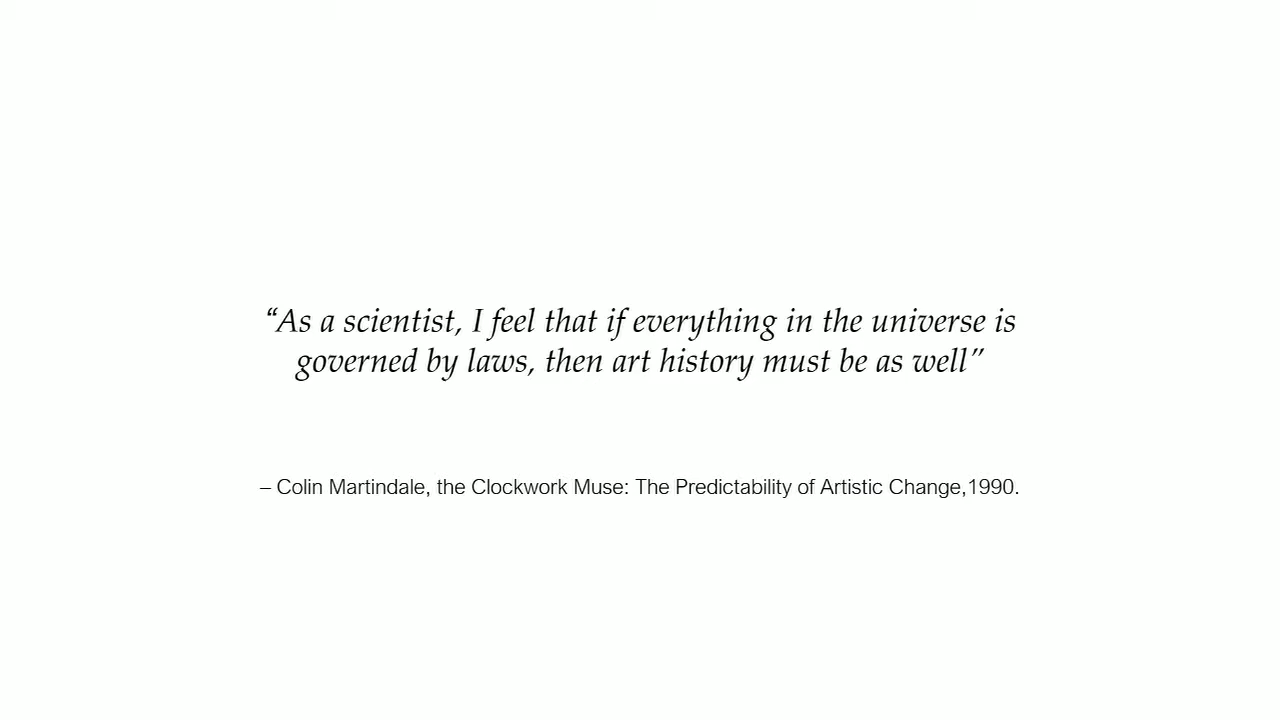 “As a scientist, I feel that if everything in the universe is
governed by laws, then art history must be as well”
– Colin Martindale, the Clockwork Muse: The Predictability of Artistic Change,1990.